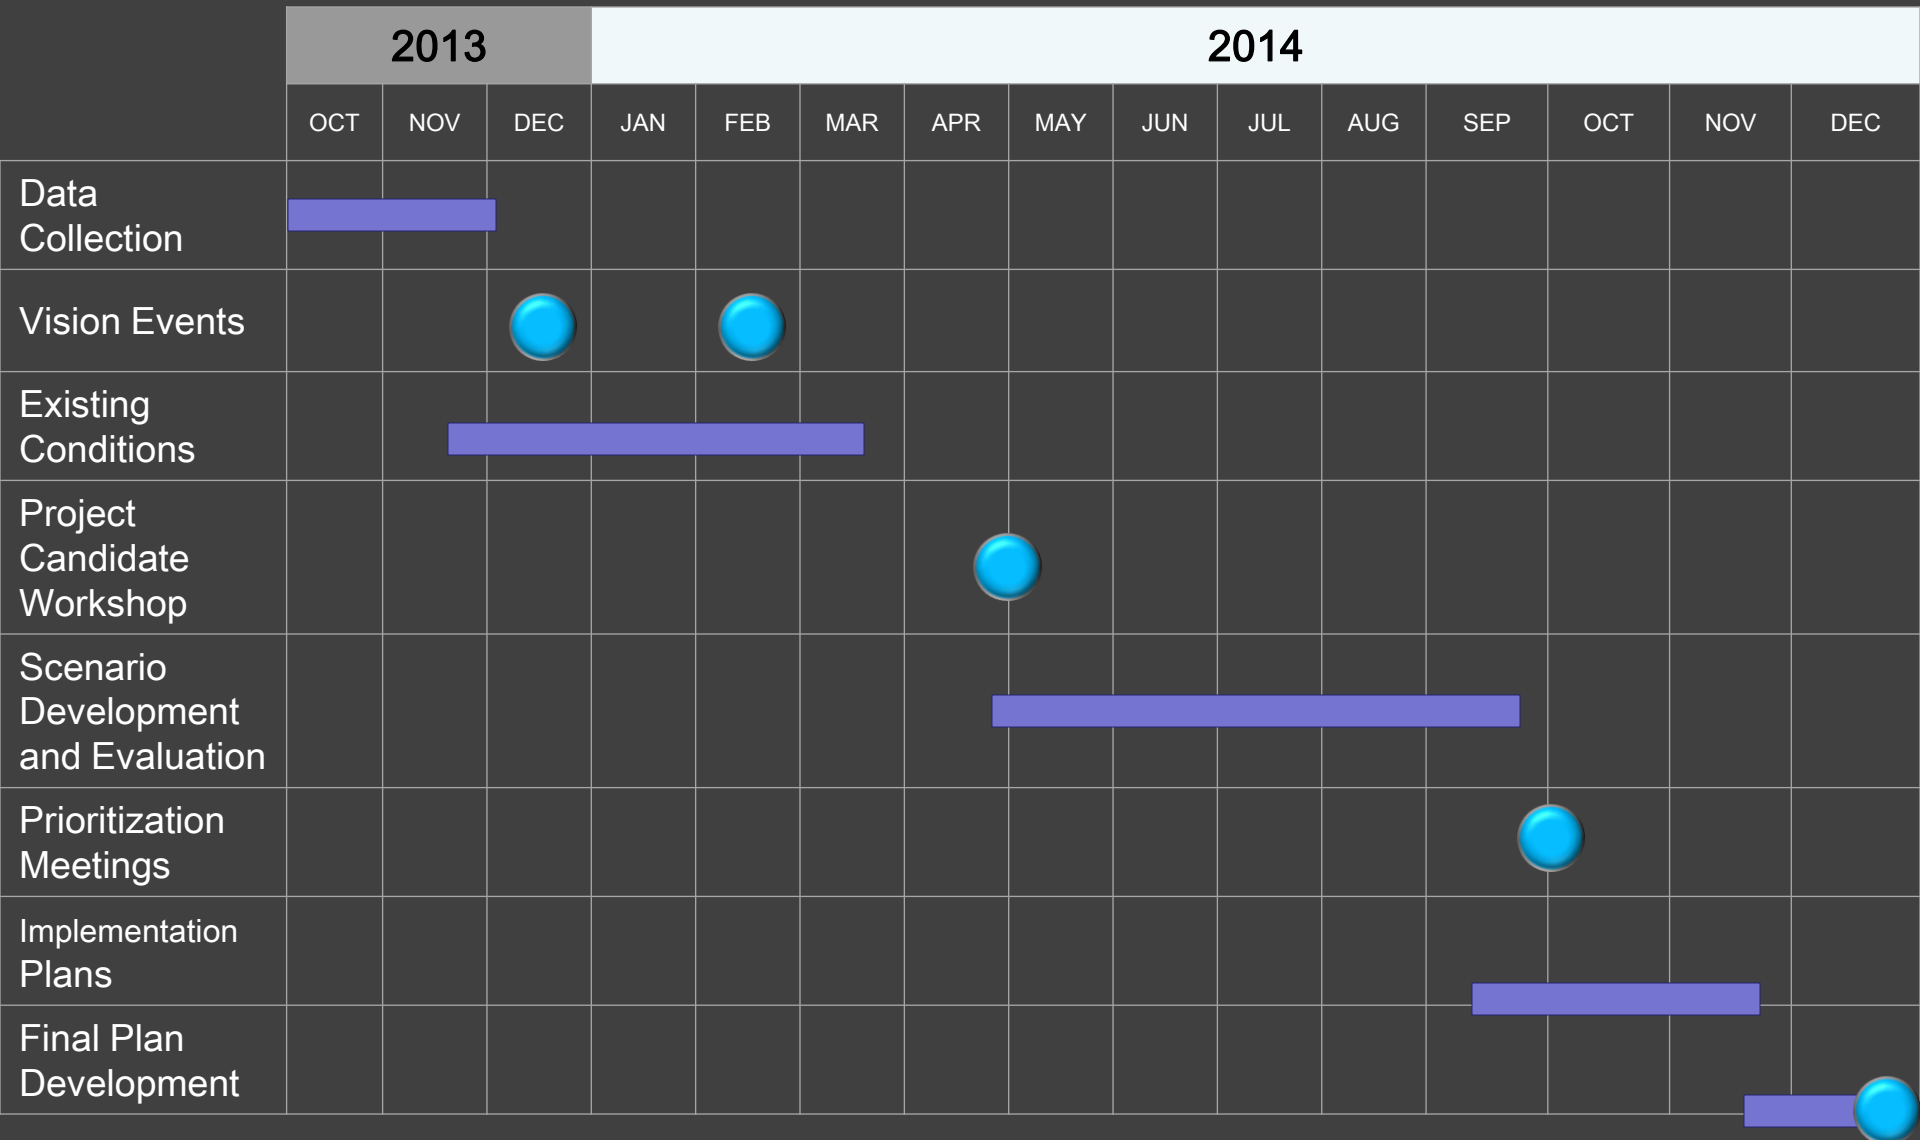 2013 2014
OCT NOV DEC JAN FEB MAR APR MAY JUN JUL AUG SEP OCT NOV DEC
Data
Collection
Vision Events
Existing
Conditions
Project
Candidate
Workshop
Scenario
Development
and Evaluation
Prioritization
Meetings
Implementation
Plans
Final Plan
Development